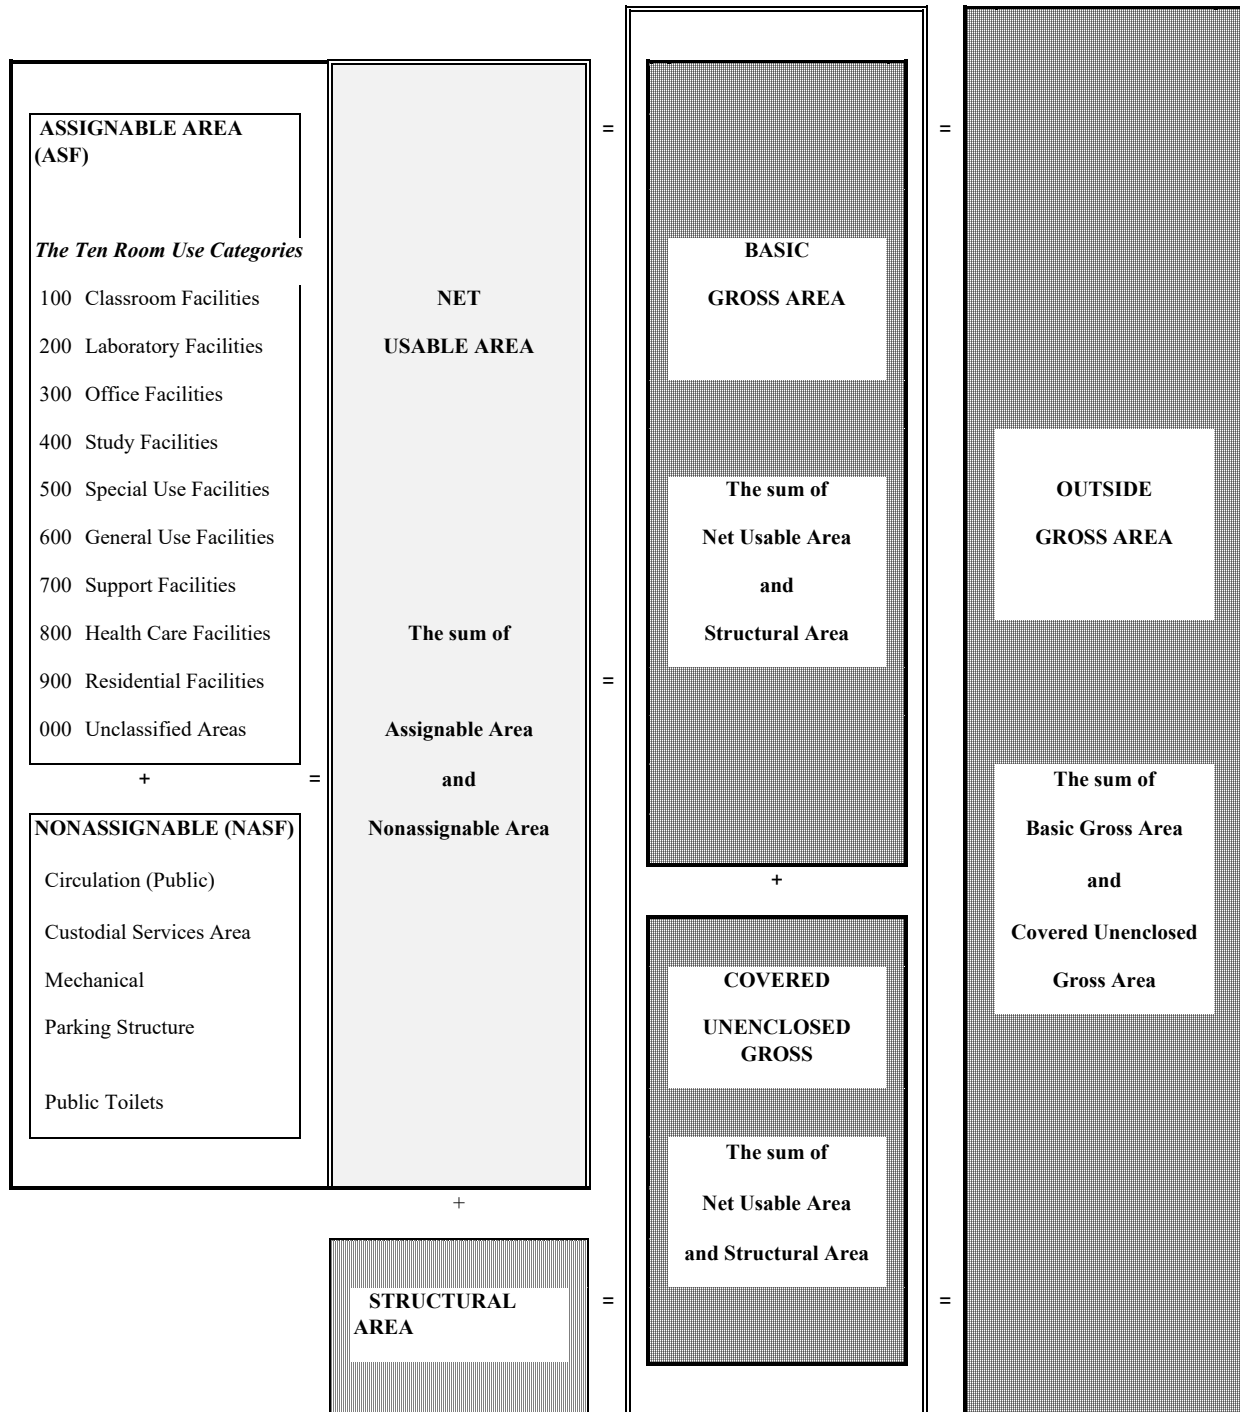 ASSIGNABLE AREA
(ASF)
The Ten Room Use Categories
100 Classroom Facilities
200 Laboratory Facilities
300 Office Facilities
400 Study Facilities
500 Special Use Facilities
600 General Use Facilities
700 Support Facilities
800 Health Care Facilities
900 Residential Facilities
000 Unclassified Areas
+
=
NONASSIGNABLE (NASF)
Circulation (Public)
Custodial Services Area
Mechanical
Parking Structure
Public Toilets
NET
USABLE AREA
The sum of
Assignable Area
and
Nonassignable Area
+
STRUCTURAL
AREA
=
=
=
BASIC
GROSS AREA
The sum of
Net Usable Area
and
Structural Area
+
COVERED
UNENCLOSED
GROSS
The sum of
Net Usable Area
and Structural Area
=
=
OUTSIDE
GROSS AREA
The sum of
Basic Gross Area
and
Covered Unenclosed
Gross Area